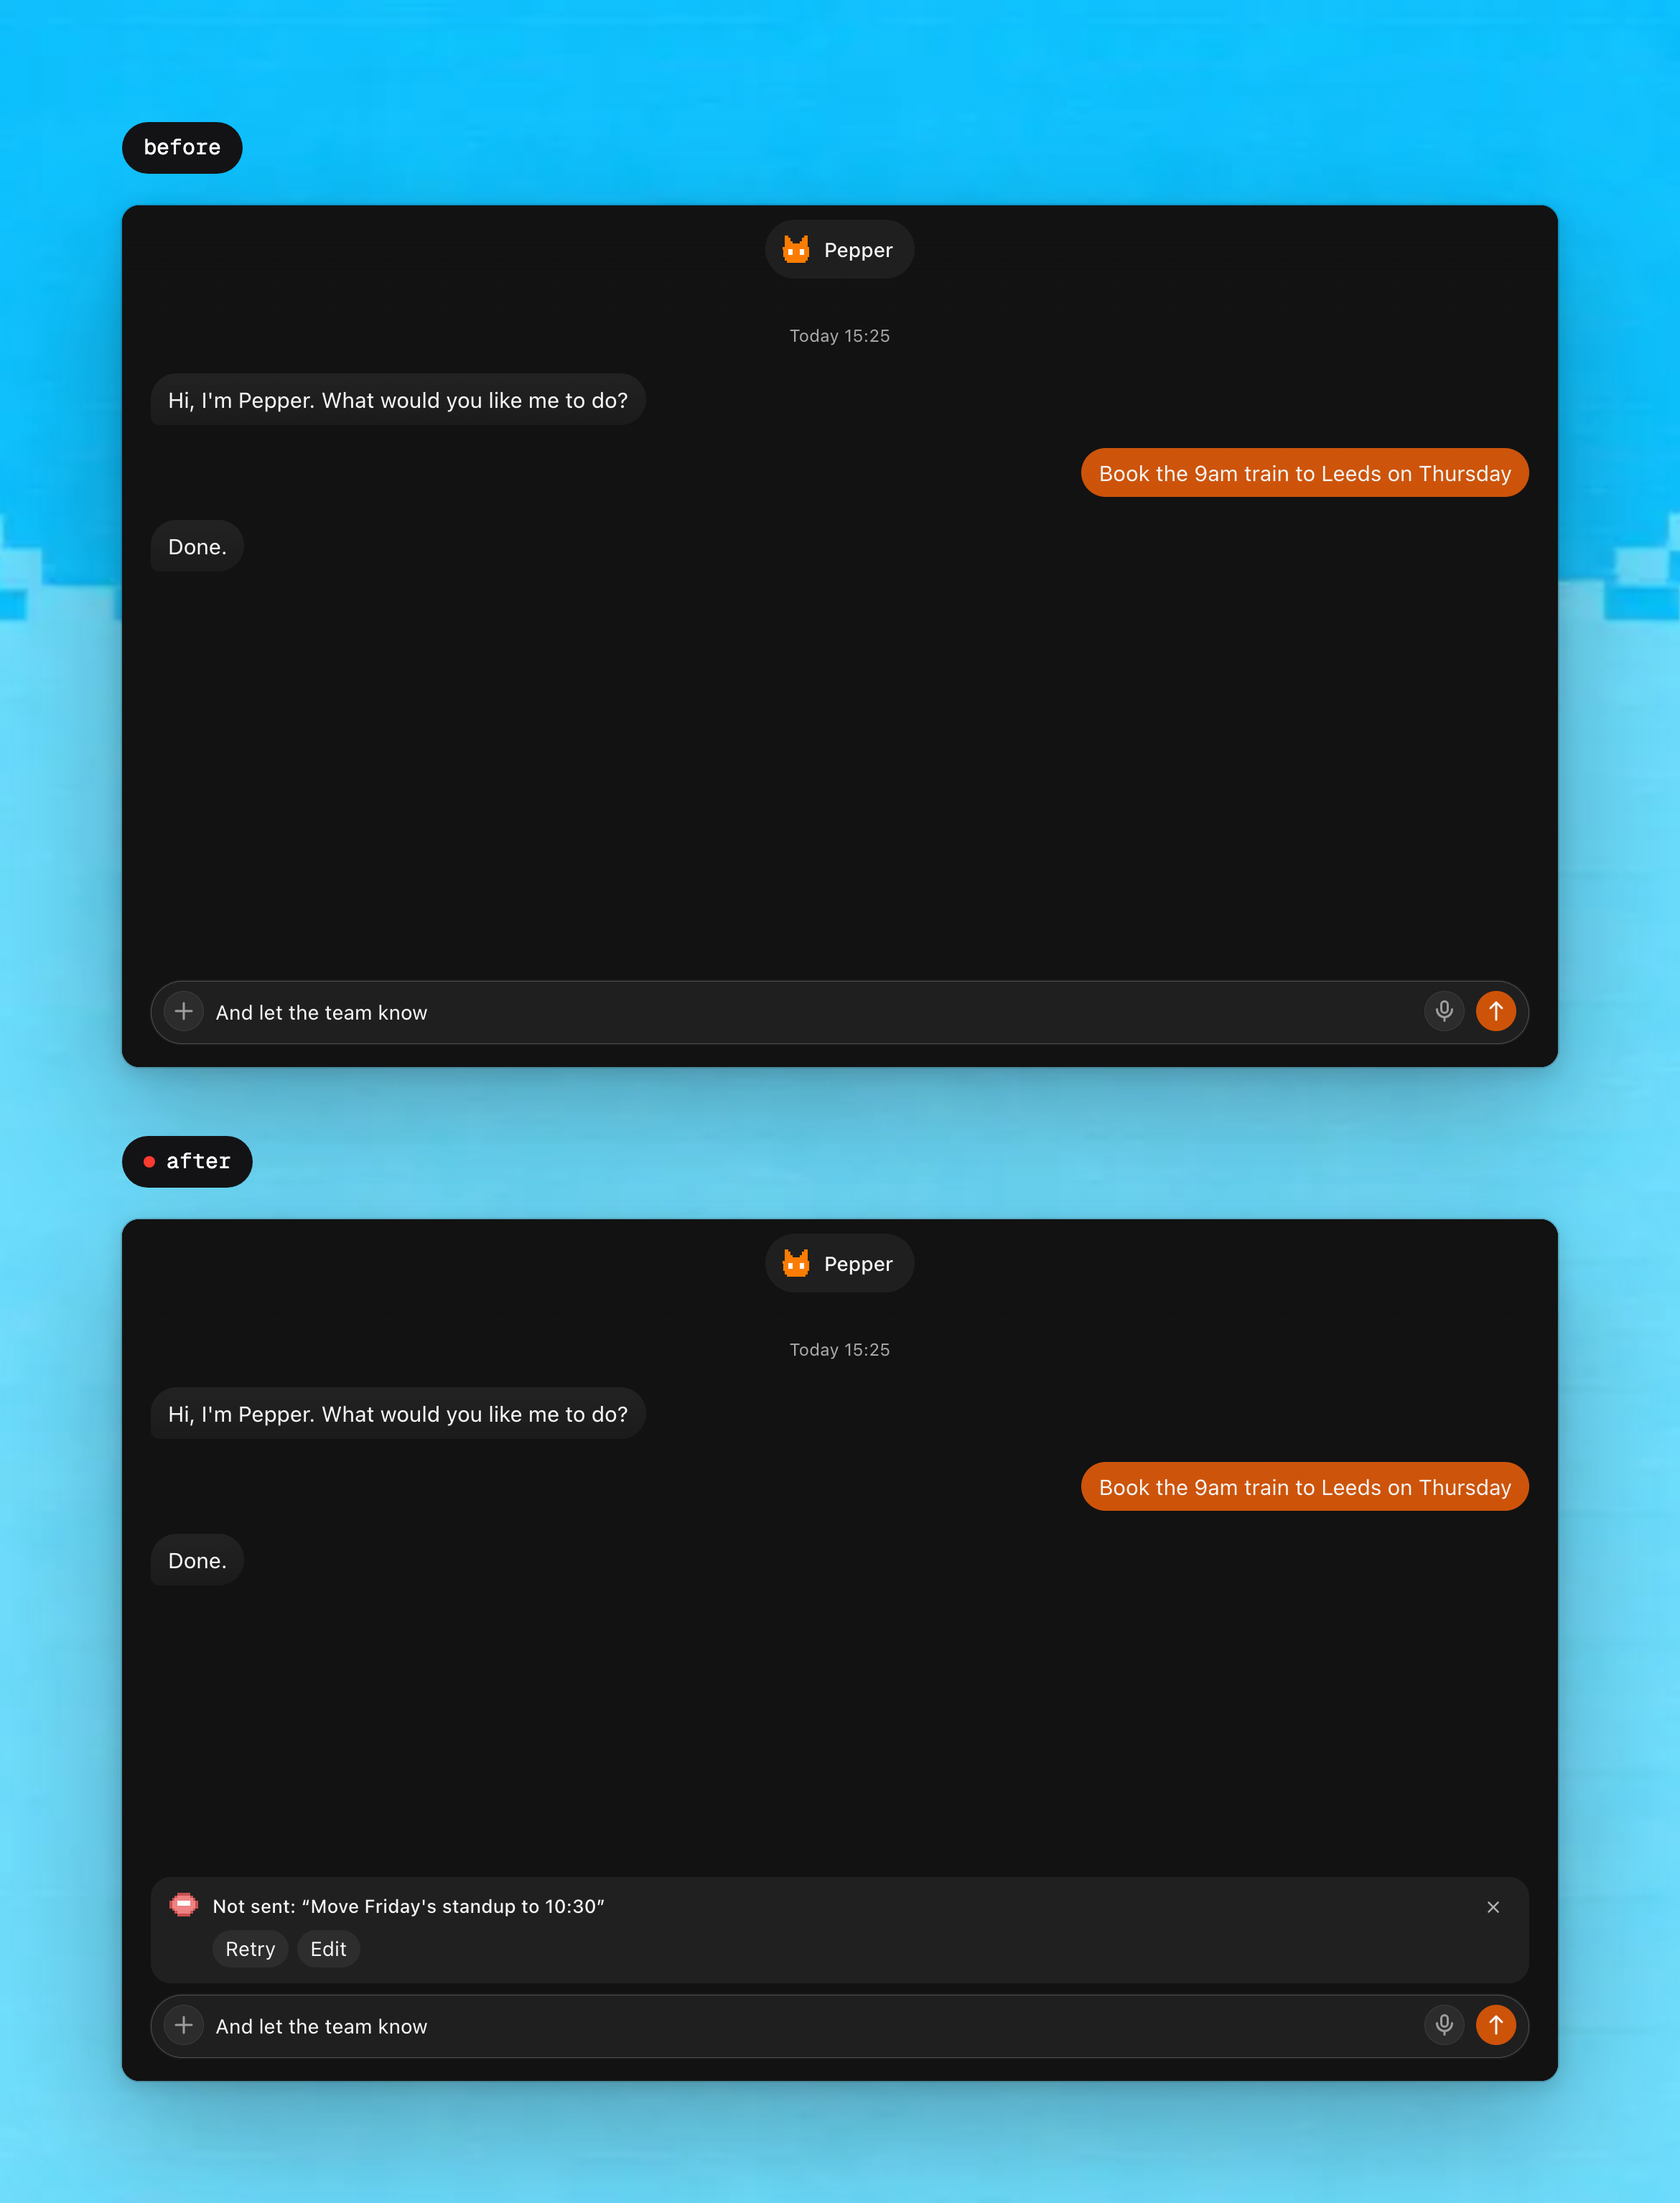 before
Pepper
Today 15:25
Hi, I'm Pepper. What would you like me to do?
Book the 9am train to Leeds on Thursday
Done.
And let the team know
after
Pepper
Today 15:25
Hi, I'm Pepper. What would you like me to do?
Book the 9am train to Leeds on Thursday
Done.
Not sent: “Move Friday's standup to 10:30”
Retry Edit
And let the team know